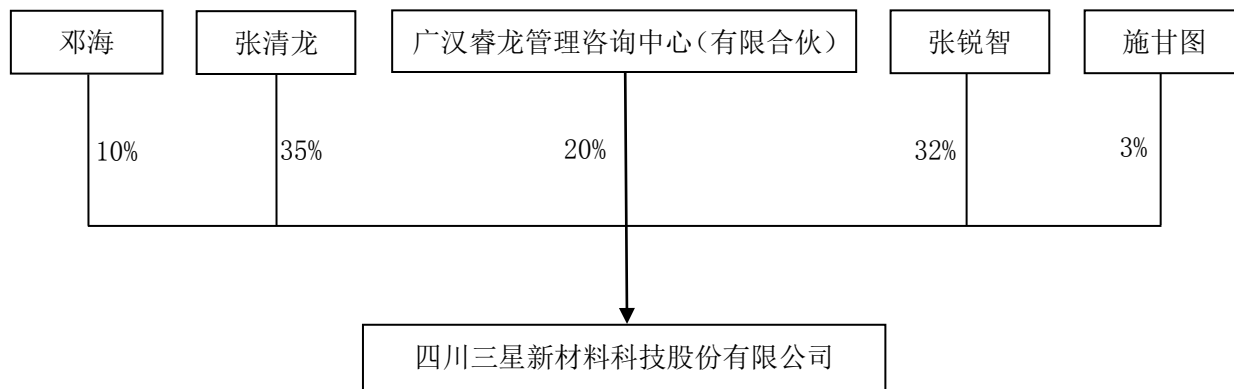 邓海
张清龙
广汉睿龙管理咨询中心（有限合伙）
张锐智
施甘图
10%
35%
20%
32%
3%
四川三星新材料科技股份有限公司